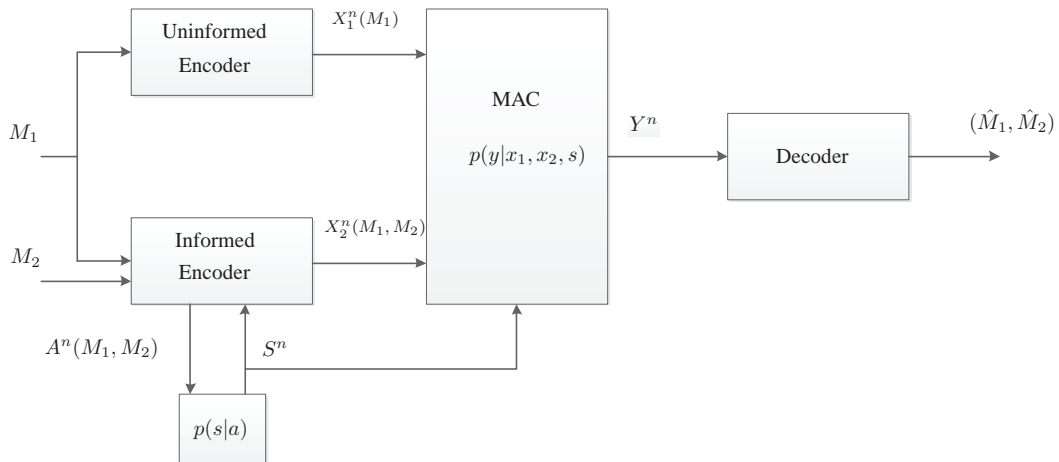 Uninformed
Encoder
X_1^n(M_1)
MAC
p(y|x_1, x_2, s)
Y^n
Decoder
(\hat{M}_1, \hat{M}_2)
M_1
M_2
Informed
Encoder
X_2^n(M_1, M_2)
A^n(M_1, M_2)
S^n
p(s|a)